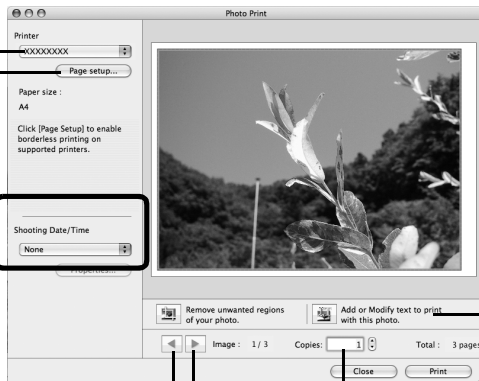 Photo Print
Printer
XXXXXXXX
Page setup...
Paper size :
A4
Click [Page Setup] to enable
borderless printing on
supported printers.
Shooting Date/Time
None
Properties...
Remove unwanted regions
of your photo.
Add or Modify text to print
with this photo.
Image : 1 / 3
Copies: 1
Total : 3 pages
Close
Print